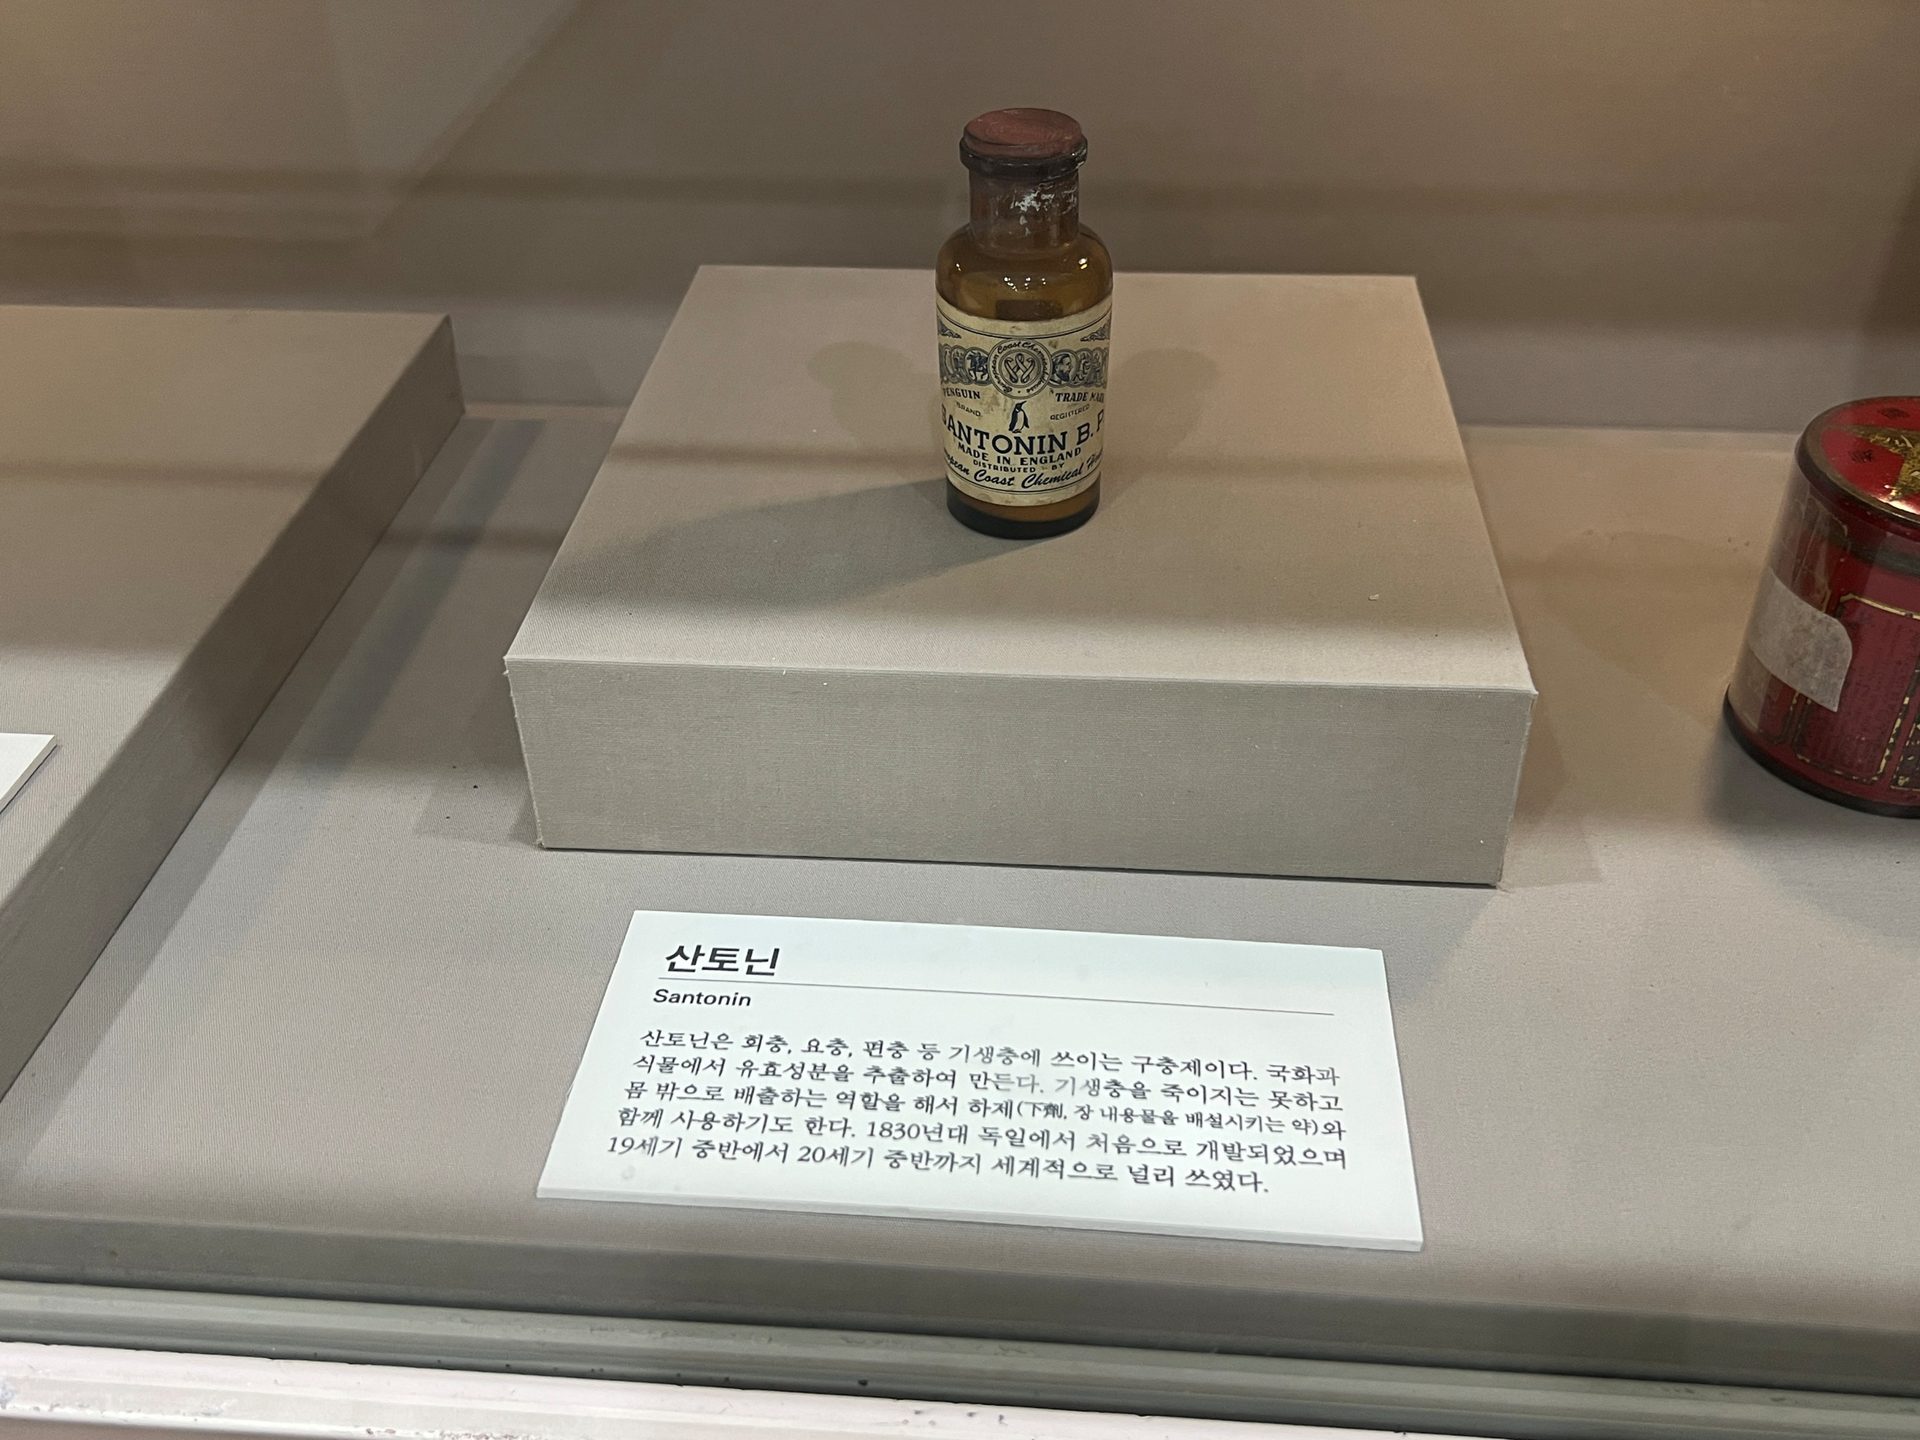 PENGUIN TRADE MARK
BRAND REGISTERED
SANTONIN B. P.
MADE IN ENGLAND
DISTRIBUTED BY
Coast Chemical
산토닌
Santonin
산토닌은 회충, 요충, 편충 등 기생충에 쓰이는 구충제이다. 국화과
식물에서 유효성분을 추출하여 만든다. 기생충을 죽이지는 못하고
몸 밖으로 배출하는 역할을 해서 하제(下劑, 장 내용물을 배설시키는 약)와
함께 사용하기도 한다. 1830년대 독일에서 처음으로 개발되었으며
19세기 중반에서 20세기 중반까지 세계적으로 널리 쓰였다.